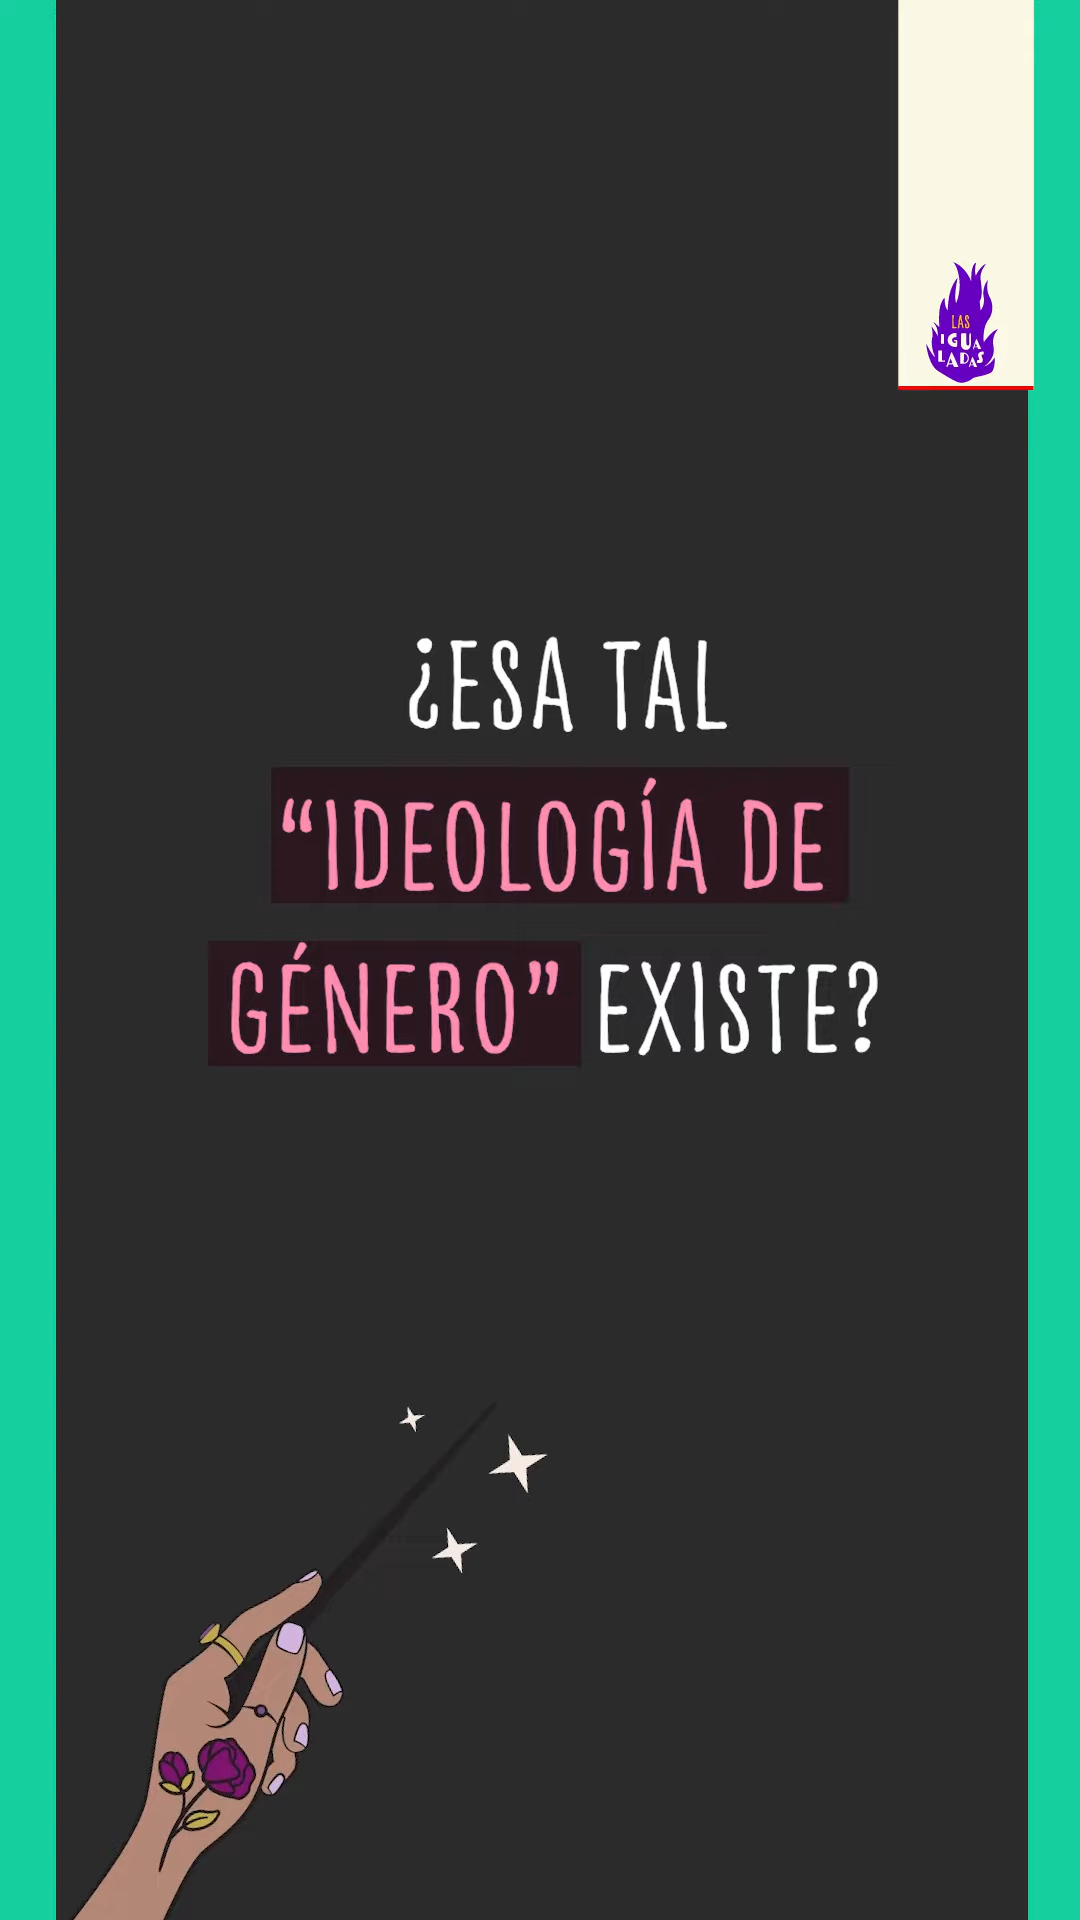 LAS
IGUA
LADAS
¿ESA TAL
“IDEOLOGÍA DE
GÉNERO” EXISTE?